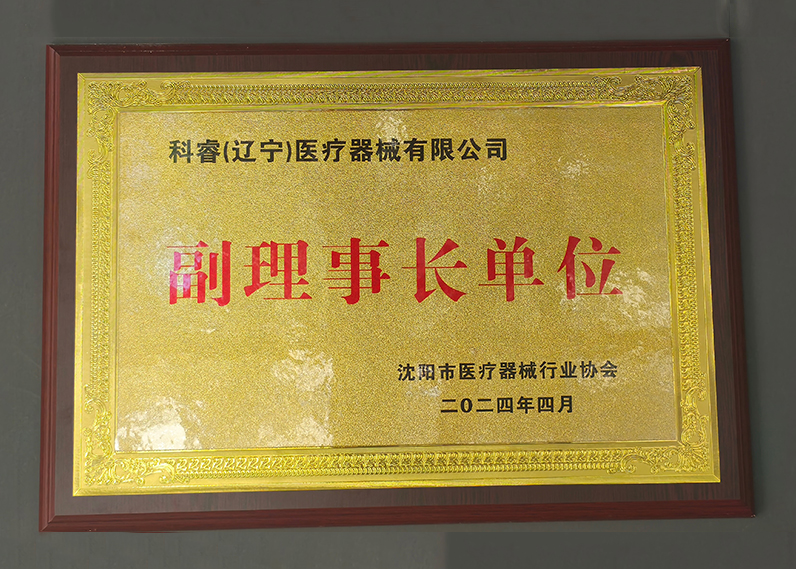 科睿(辽宁)医疗器械有限公司
副理事长单位
沈阳市医疗器械行业协会
二0二四年四月